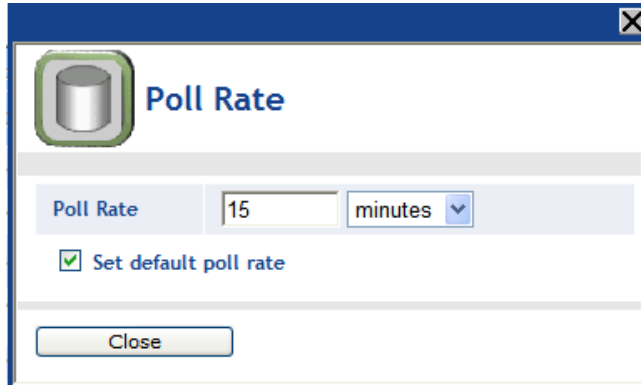 Poll Rate
Poll Rate 15 minutes
Set default poll rate
Close